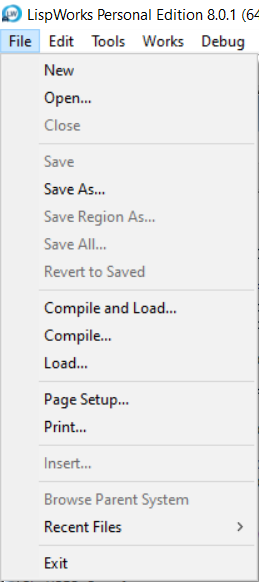 LW LispWorks Personal Edition 8.0.1 (64
File Edit Tools Works Debug
New
Open...
Close
Save
Save As...
Save Region As...
Save All...
Revert to Saved
Compile and Load...
Compile...
Load...
Page Setup...
Print...
Insert...
Browse Parent System
Recent Files >
Exit